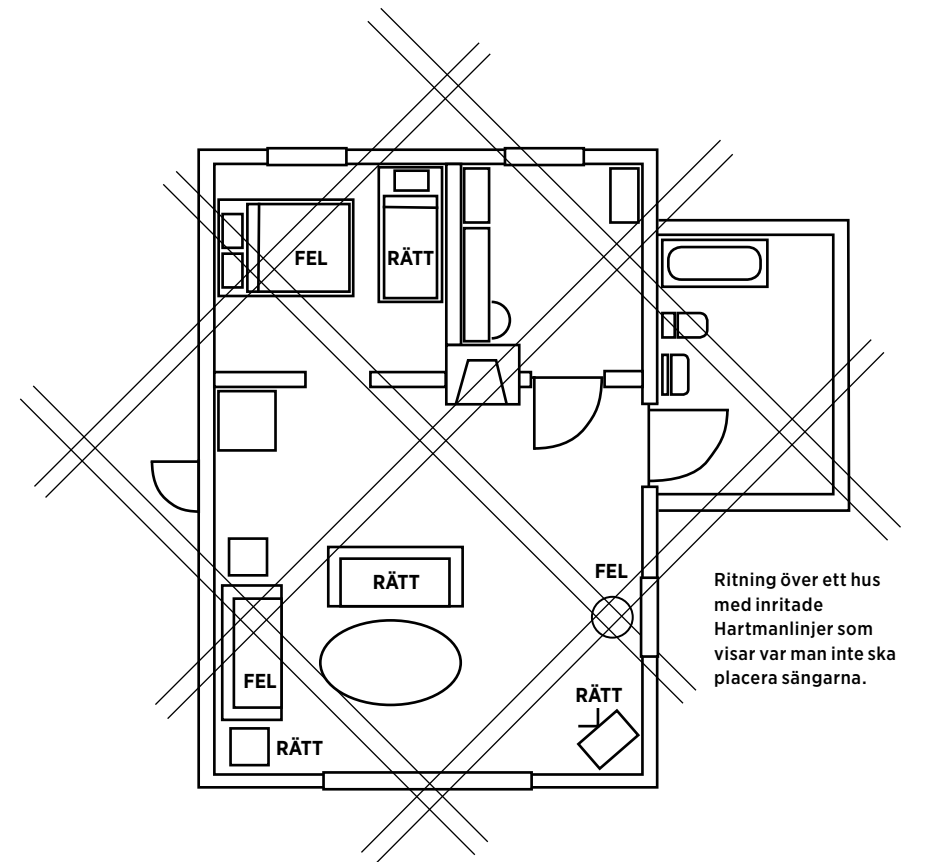 FEL
RÄTT
RÄTT
FEL
FEL
RÄTT
RÄTT
Ritning över ett hus
med inritade
Hartmanlinjer som
visar var man inte ska
placera sängarna.